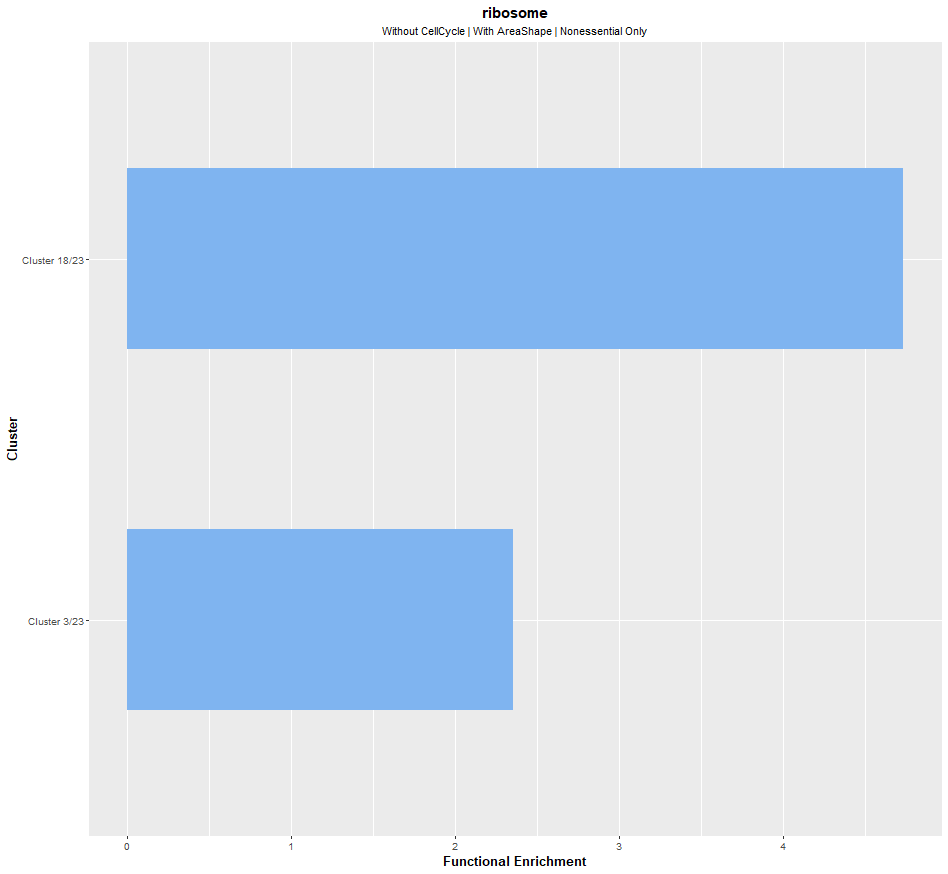 ribosome
Without CellCycle | With AreaShape | Nonessential Only
Cluster 18/23
Cluster
Cluster 3/23
0 1 2 3 4
Functional Enrichment